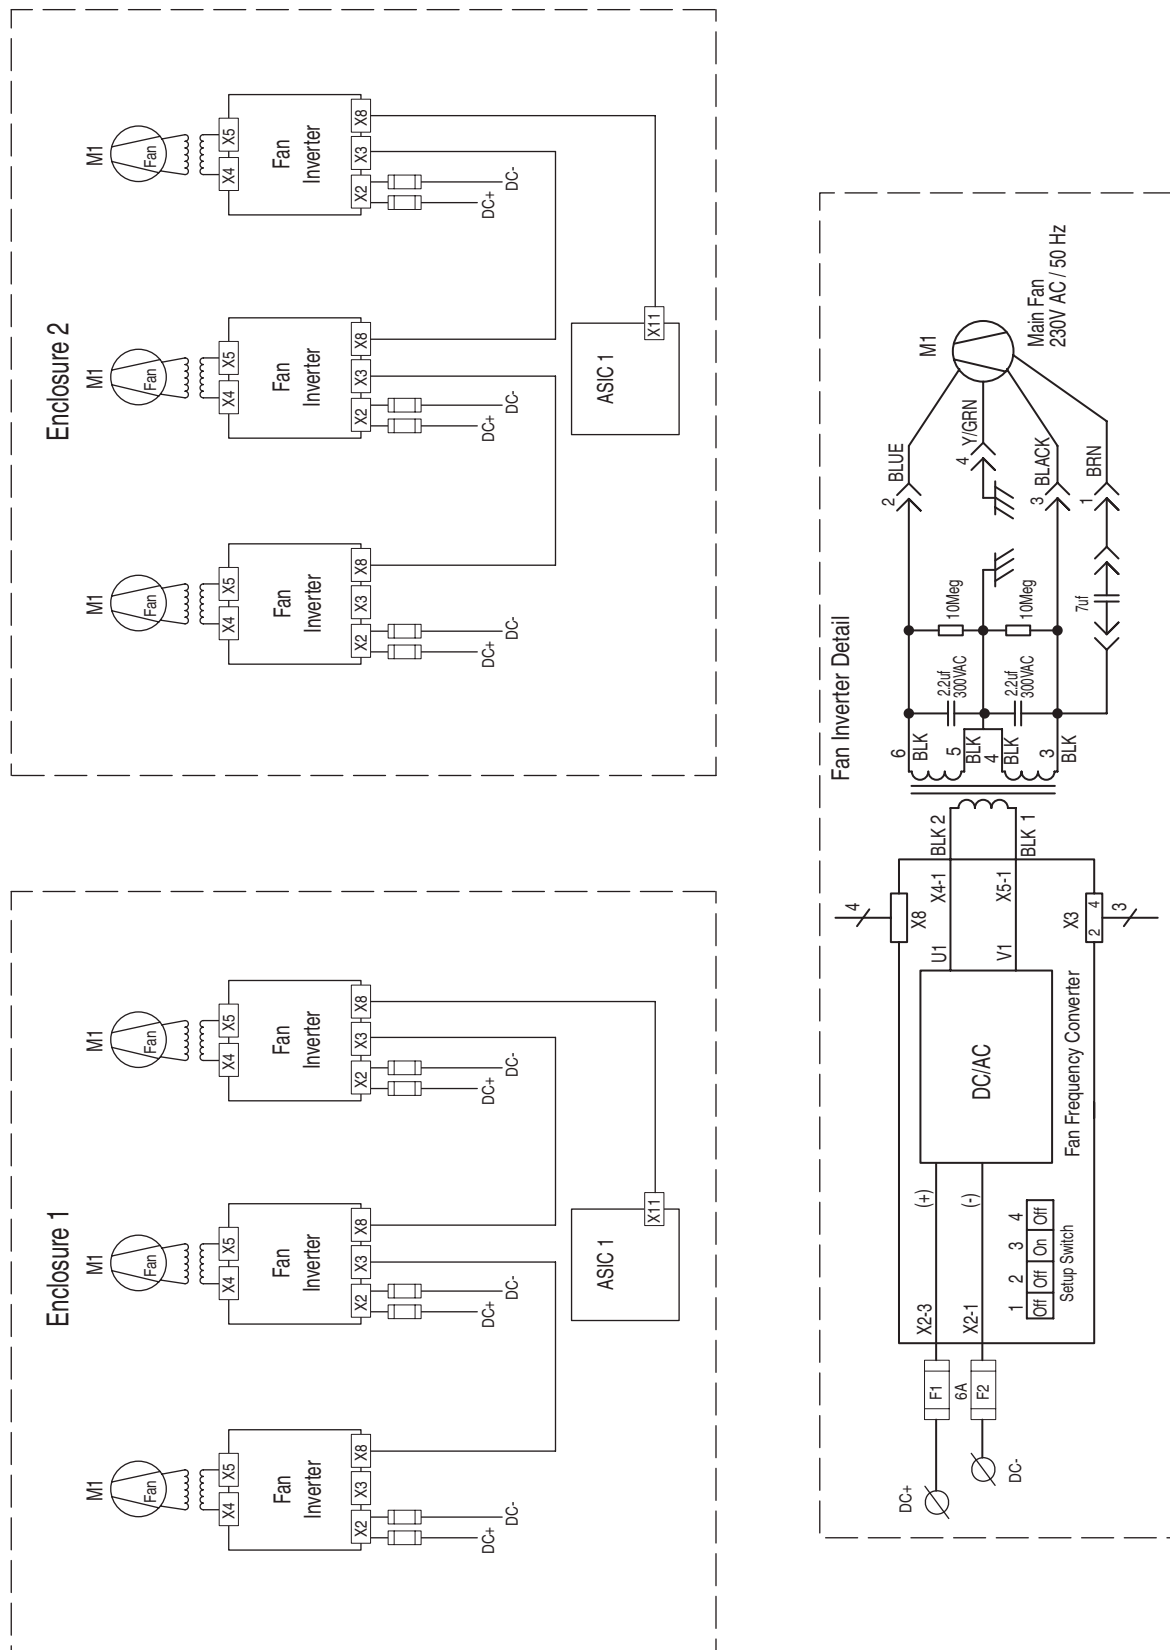 Enclosure 1
M1
Fan
X4
X5
Fan
Inverter
X2
X3
X8
DC+
DC-
M1
Fan
X4
X5
Fan
Inverter
X2
X3
X8
DC+
DC-
M1
Fan
X4
X5
Fan
Inverter
X2
X3
X8
DC+
DC-
ASIC 1
X11
Enclosure 2
M1
Fan
X4
X5
Fan
Inverter
X2
X3
X8
DC+
DC-
M1
Fan
X4
X5
Fan
Inverter
X2
X3
X8
DC+
DC-
M1
Fan
X4
X5
Fan
Inverter
X2
X3
X8
DC+
DC-
ASIC 1
X11
Fan Inverter Detail
DC+
DC-
F1
6A
F2
X2-3
X2-1
(+)
(-)
1 2 3 4
Off Off On Off
Setup Switch
DC/AC
Fan Frequency Converter
4
X8
U1
X4-1
V1
X5-1
X3
2 4
3
BLK 2
BLK 1
6
BLK
5
BLK
4
BLK
3
BLK
2.2uf
300VAC
2.2uf
300VAC
10Meg
10Meg
7uf
2
BLUE
4
Y/GRN
3
BLACK
1
BRN
M1
Main Fan
230V AC / 50 Hz